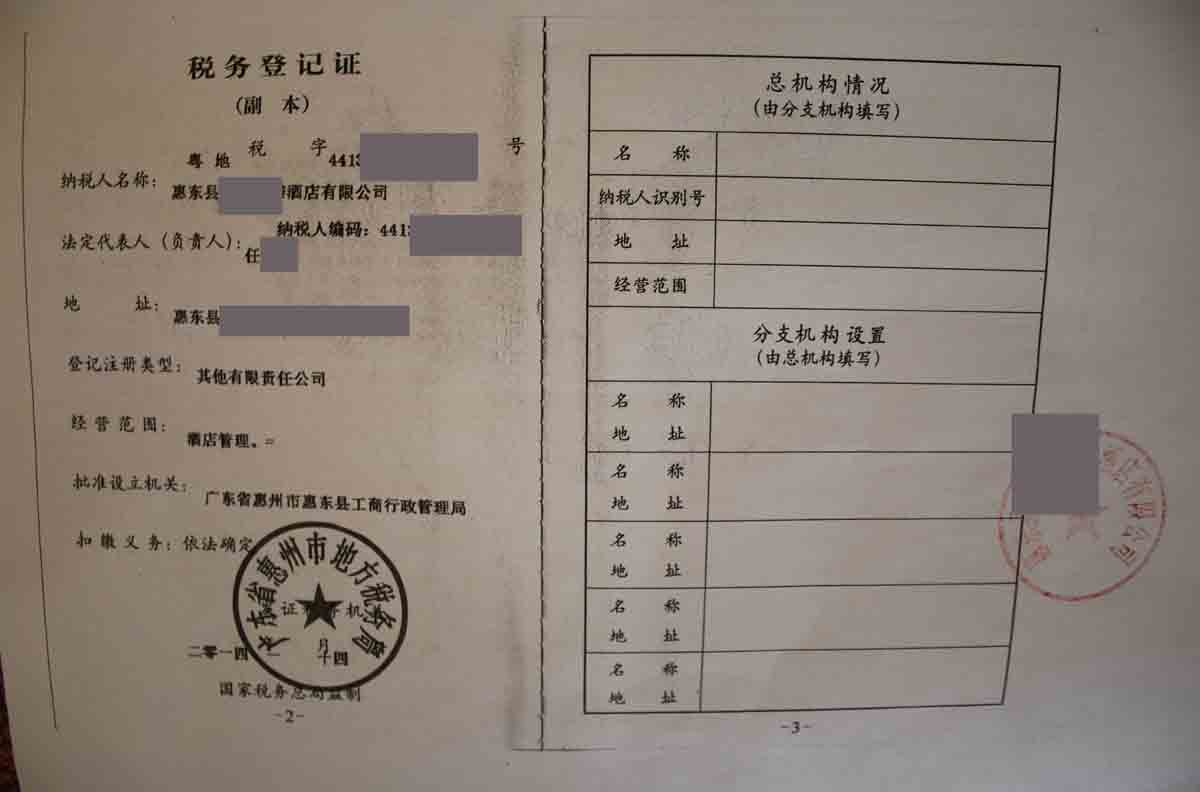 税务登记证
(副 本)
粤地 税 字 4413 号
纳税人名称: 惠东县 酒店有限公司
纳税人编码: 4413
法定代表人(负责人): 任
地 址: 惠东县
登记注册类型: 其他有限责任公司
经营范围: 酒店管理。=
批准设立机关: 广东省惠州市惠东县工商行政管理局
扣缴义务: 依法确定
广东省惠州市地方税务局
证 机
二零一四 月 十四
国家税务总局监制
-2-
总机构情况
(由分支机构填写)
名 称
纳税人识别号
地 址
经营范围
分支机构设置
(由总机构填写)
名 称
地 址
名 称
地 址
名 称
地 址
名 称
地 址
名 称
地 址
-3-
酒店有限公司